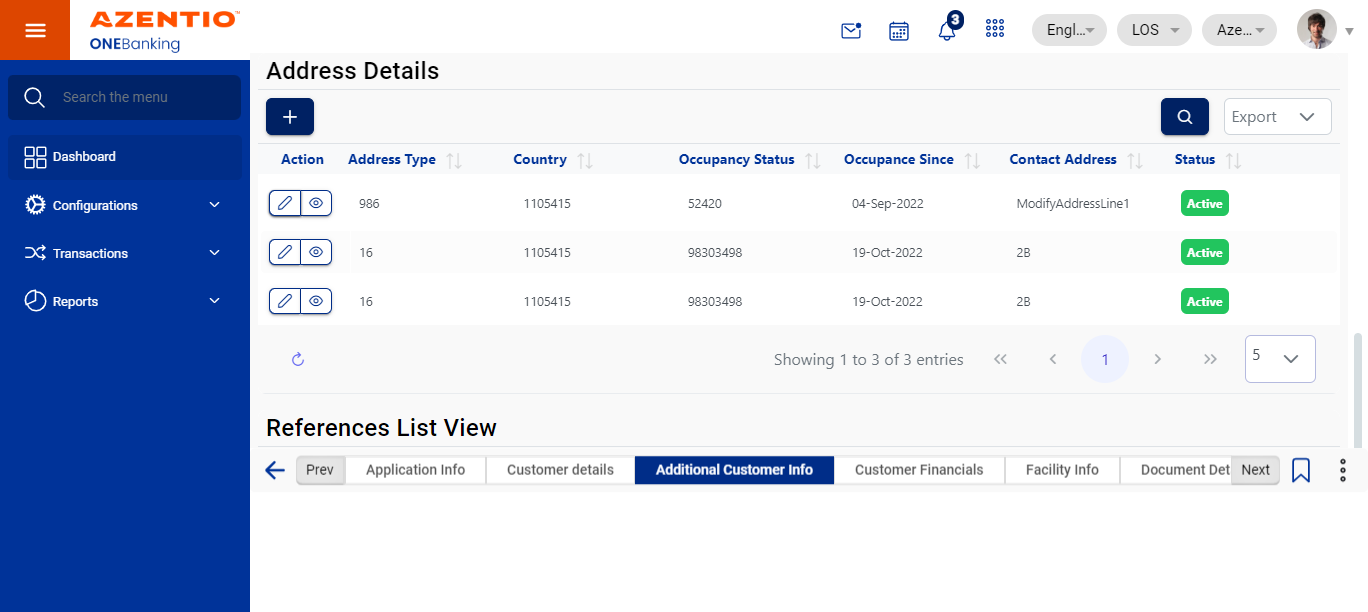 AZENTIO™
ONEBanking
3
Engl...
LOS
Aze...
Search the menu
Dashboard
Configurations
Transactions
Reports
Address Details
+
Export
Action Address Type Country Occupancy Status Occupance Since Contact Address Status
986 1105415 52420 04-Sep-2022 ModifyAddressLine1 Active
16 1105415 98303498 19-Oct-2022 2B Active
16 1105415 98303498 19-Oct-2022 2B Active
Showing 1 to 3 of 3 entries << < 1 > >> 5
References List View
Prev Application Info Customer details Additional Customer Info Customer Financials Facility Info Document Det Next